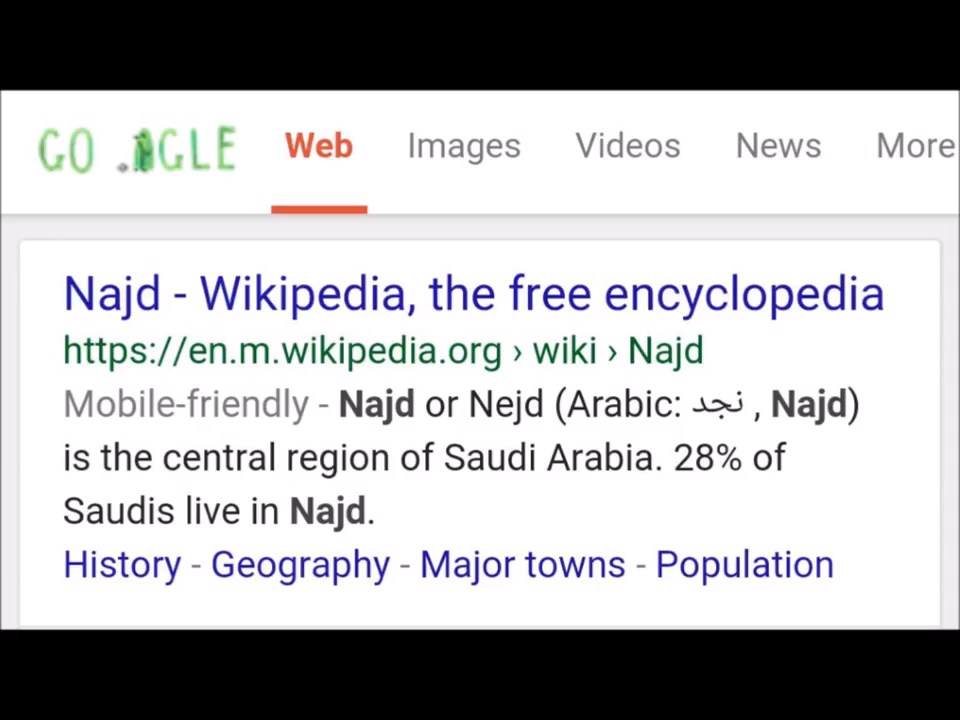 GO .GLE Web Images Videos News More
Najd - Wikipedia, the free encyclopedia
https://en.m.wikipedia.org › wiki › Najd
Mobile-friendly - Najd or Nejd (Arabic: نجد , Najd)
is the central region of Saudi Arabia. 28% of
Saudis live in Najd.
History - Geography - Major towns - Population